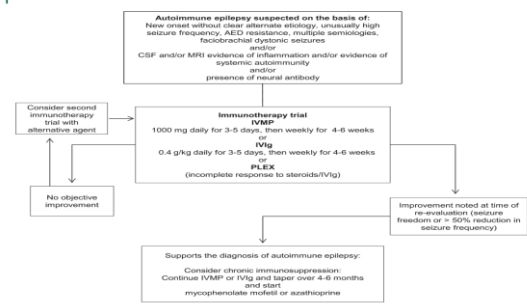 Autoimmune epilepsy suspected on the basis of:
New onset without clear alternate etiology, unusually high
seizure frequency, AED resistance, multiple semiologies,
faciobrachial dystonic seizures
and/or
CSF and/or MRI evidence of inflammation and/or evidence of
systemic autoimmunity
and/or
presence of neural antibody
Consider second
immunotherapy
trial with
alternative agent
Immunotherapy trial
IVMP
1000 mg daily for 3-5 days, then weekly for 4-6 weeks
or
IVIg
0.4 g/kg daily for 3-5 days, then weekly for 4-6 weeks
or
PLEX
(incomplete response to steroids/IVIg)
No objective
improvement
Improvement noted at time of
re-evaluation (seizure
freedom or > 50% reduction in
seizure frequency)
Supports the diagnosis of autoimmune epilepsy:
Consider chronic immunosuppression:
Continue IVMP or IVIg and taper over 4-6 months
and start
mycophenolate mofetil or azathioprine